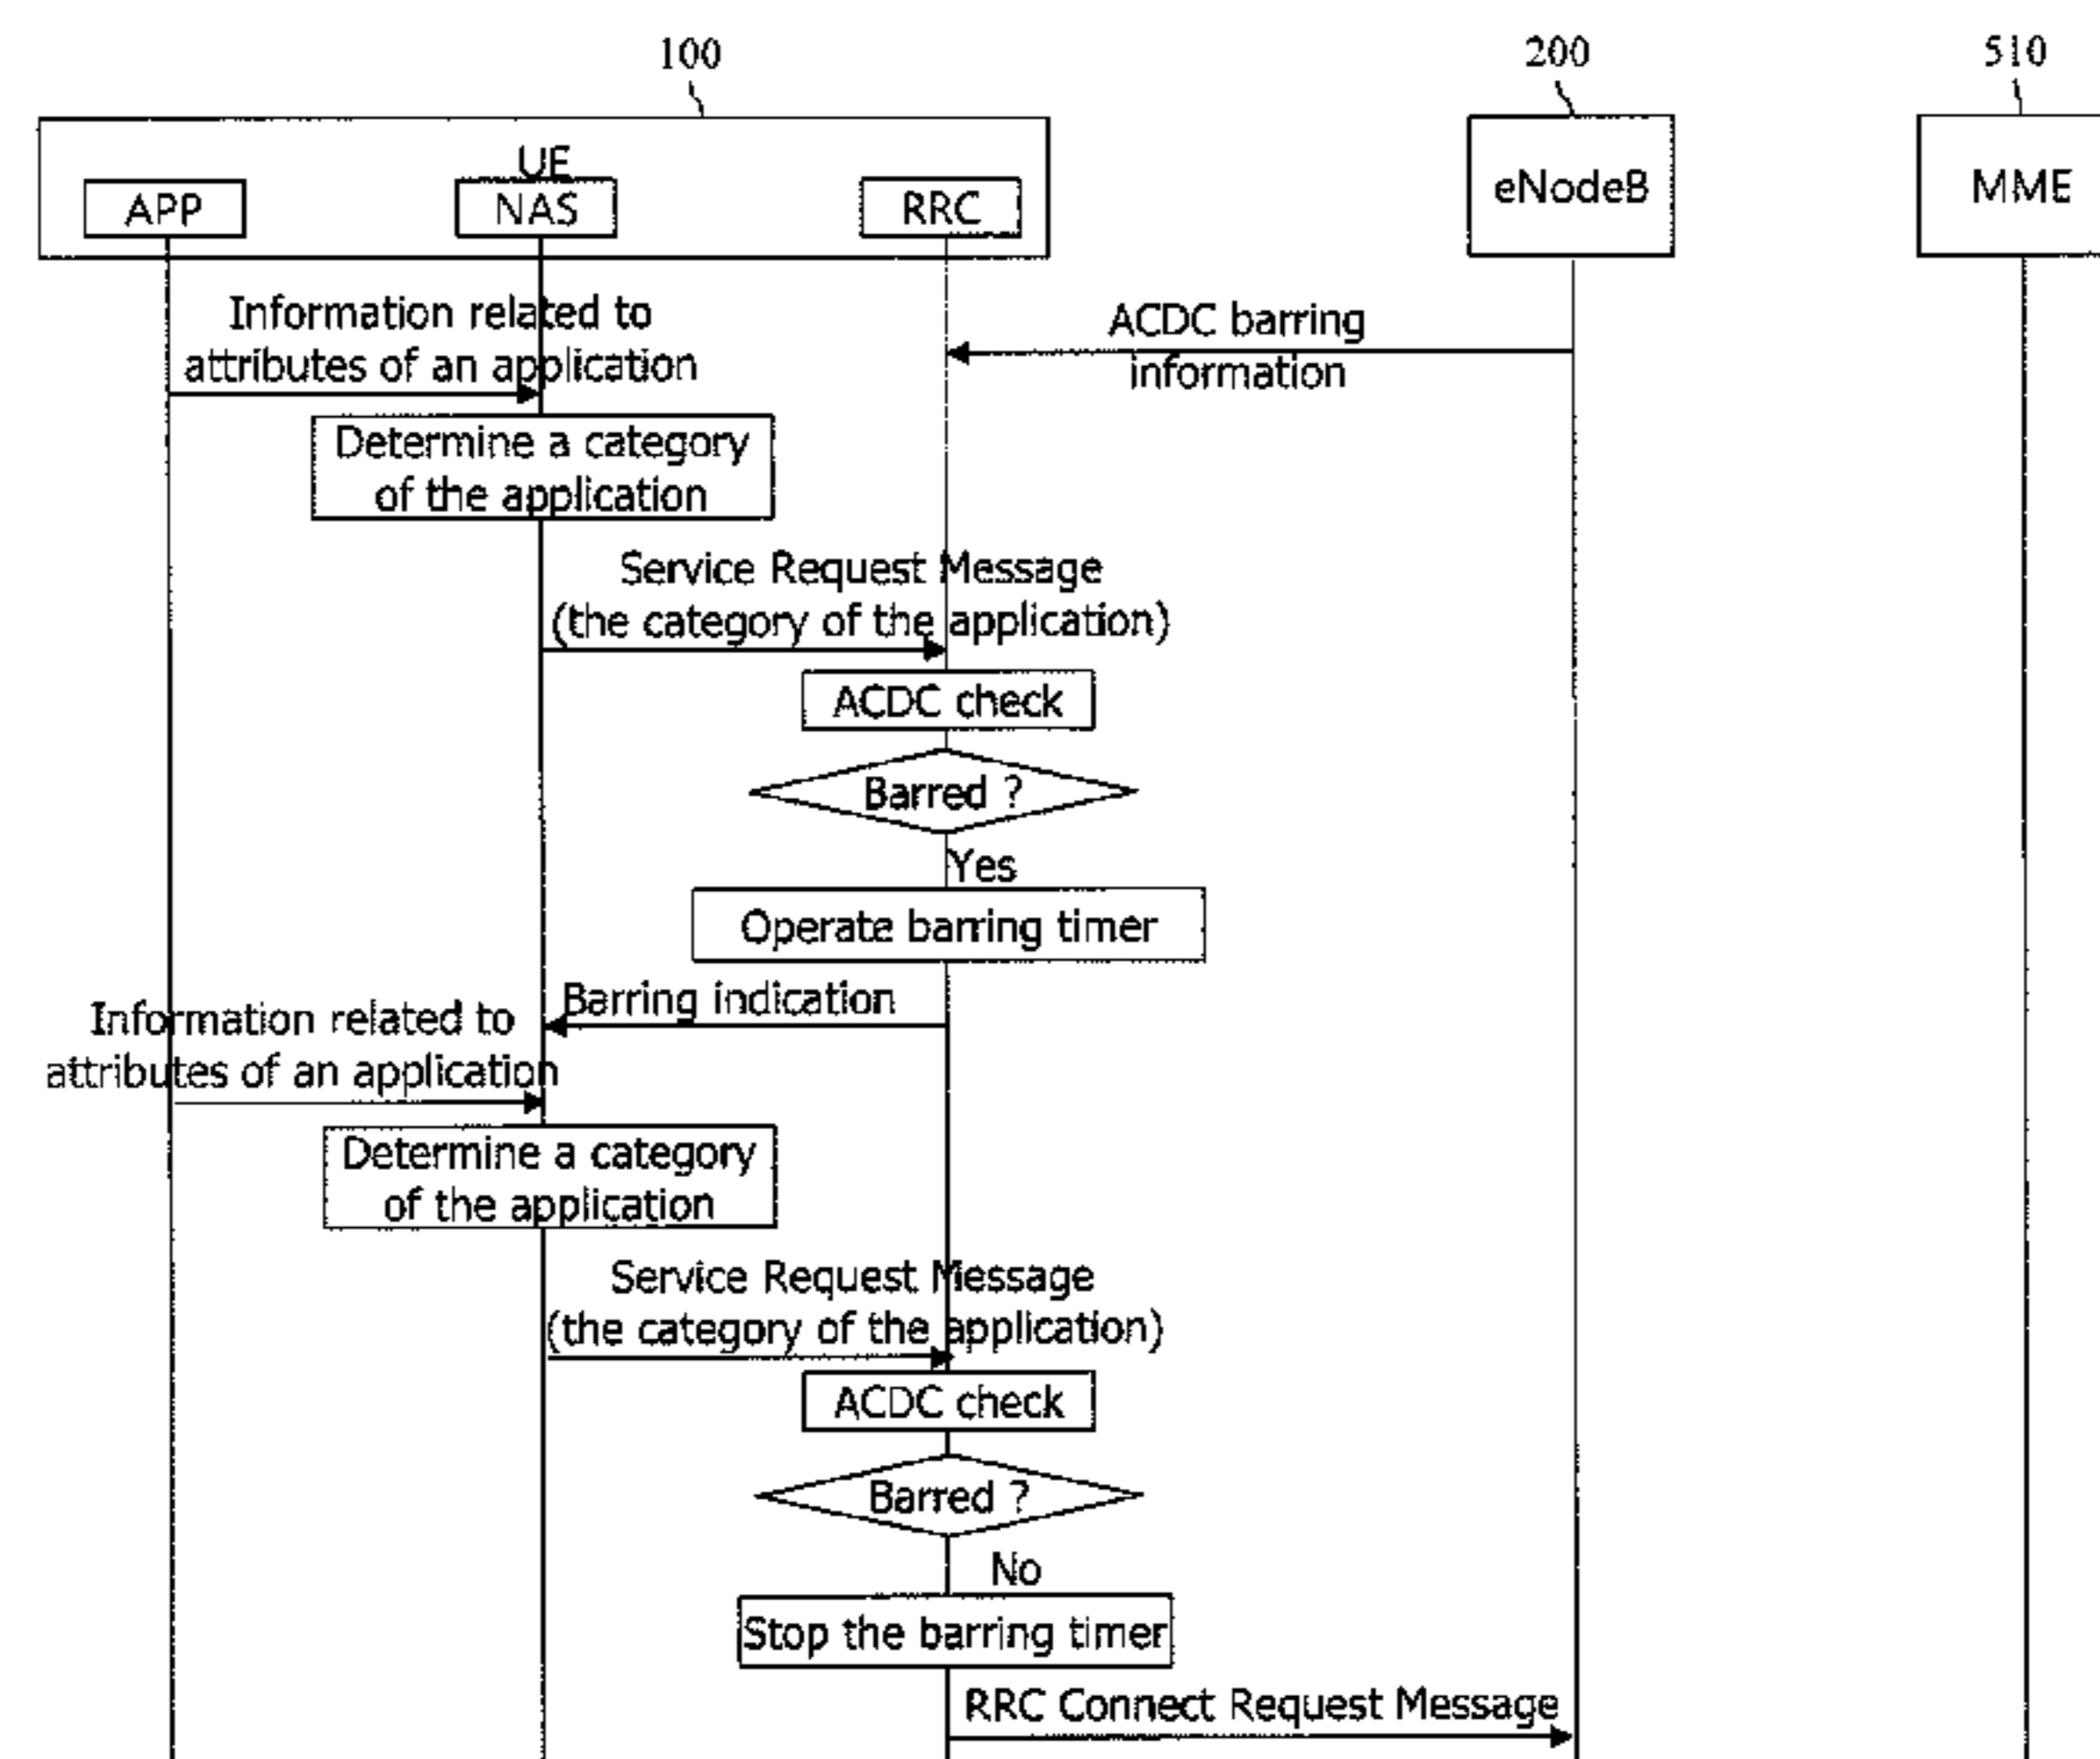 100
200
510
UE
APP
NAS
RRC
eNodeB
MME
Information related to
attributes of an application
ACDC barring
information
Determine a category
of the application
Service Request Message
(the category of the application)
ACDC check
Barred ?
Yes
Operate barring timer
Barring indication
Information related to
attributes of an application
Determine a category
of the application
Service Request Message
(the category of the application)
ACDC check
Barred ?
No
Stop the barring timer
RRC Connect Request Message